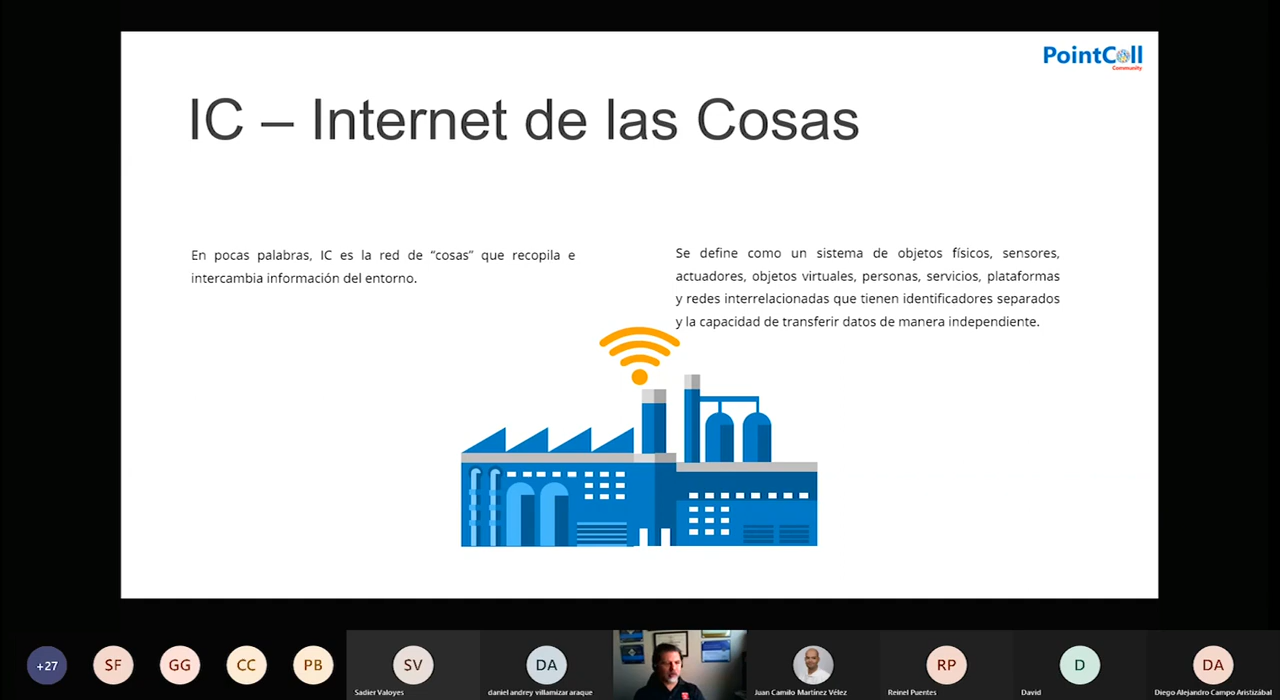 PointColl
Community
IC – Internet de las Cosas
En pocas palabras, IC es la red de “cosas” que recopila e
intercambia información del entorno.
Se define como un sistema de objetos físicos, sensores,
actuadores, objetos virtuales, personas, servicios, plataformas
y redes interrelacionadas que tienen identificadores separados
y la capacidad de transferir datos de manera independiente.
+27
SF
GG
CC
PB
SV
Sadier Valoyes
DA
daniel andrey villamizar araque
Juan Camilo Martínez Vélez
RP
Reinel Puentes
D
David
DA
Diego Alejandro Campo Aristizábal